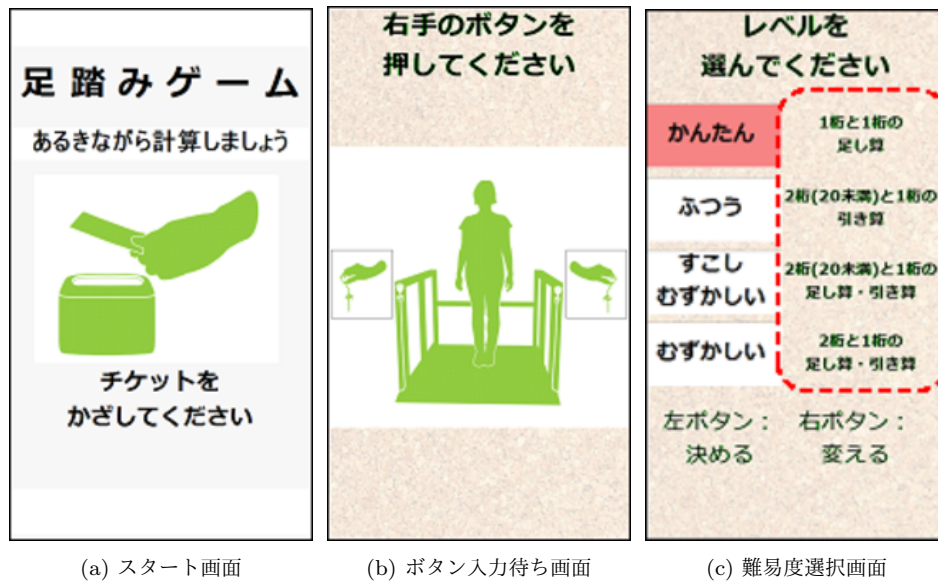 足踏みゲーム
あるきながら計算しましょう
チケットを
かざしてください
(a) スタート画面
右手のボタンを
押してください
(b) ボタン入力待ち画面
レベルを
選んでください
かんたん
1桁と1桁の
足し算
ふつう
2桁(20未満)と1桁の
引き算
すこし
むずかしい
2桁(20未満)と1桁の
足し算・引き算
むずかしい
2桁と1桁の
足し算・引き算
左ボタン：
決める
右ボタン：
変える
(c) 難易度選択画面